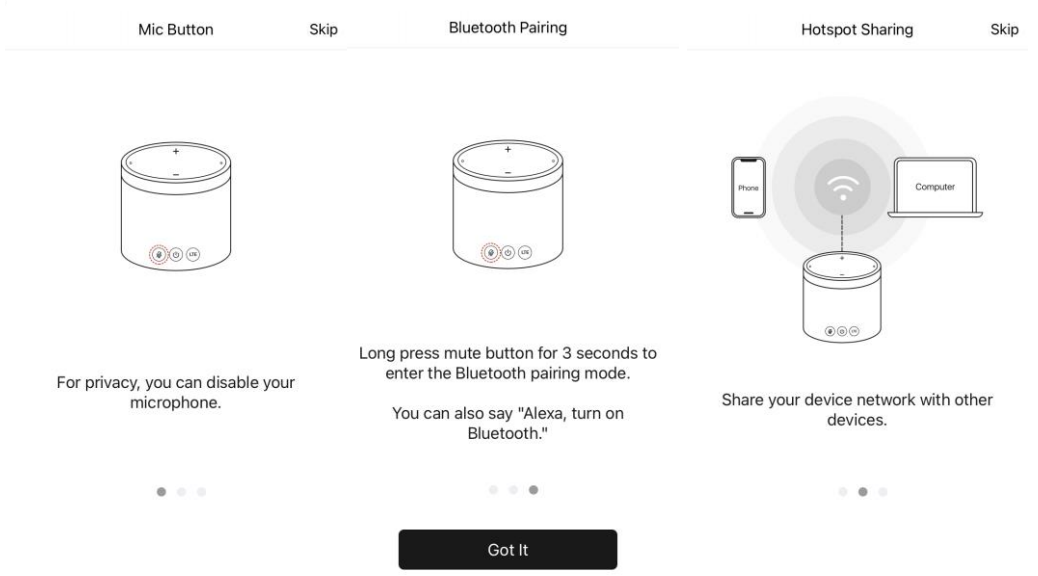 Mic Button
Skip
+
−
LTE
For privacy, you can disable your
microphone.
Bluetooth Pairing
+
−
LTE
Long press mute button for 3 seconds to
enter the Bluetooth pairing mode.
You can also say "Alexa, turn on
Bluetooth."
Got It
Hotspot Sharing
Skip
Phone
Computer
+
−
LTE
Share your device network with other
devices.